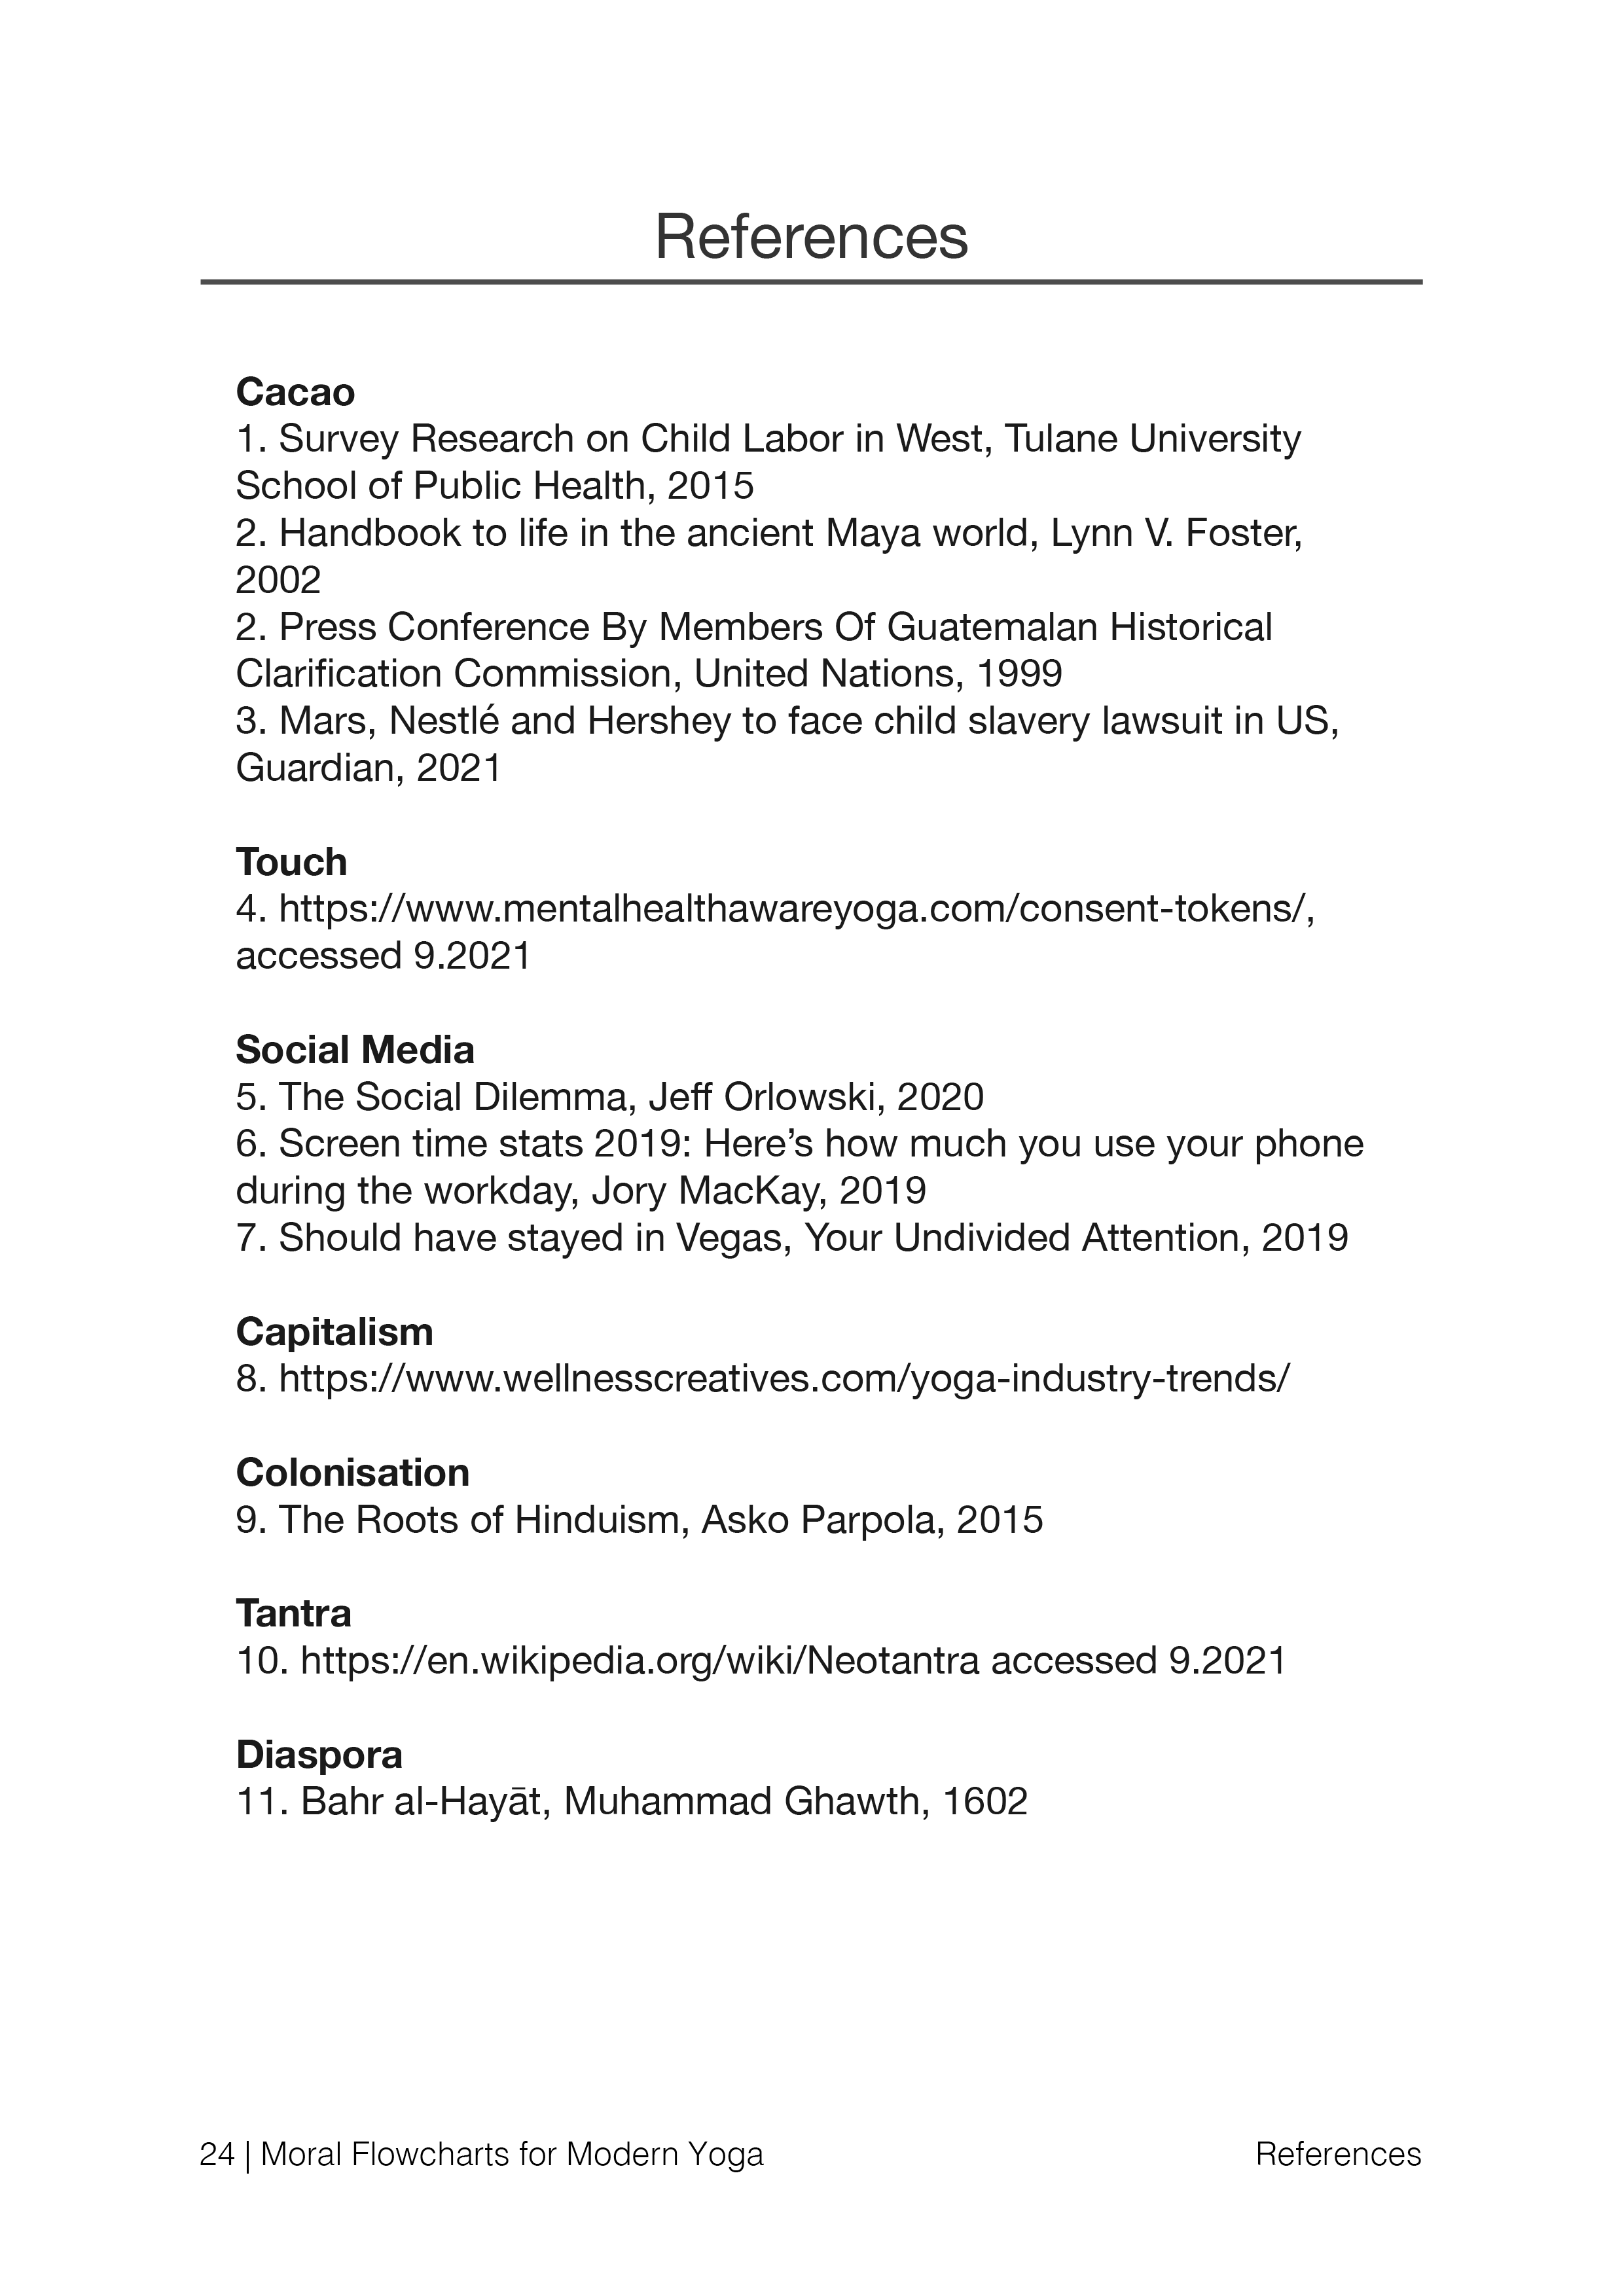 References
Cacao
1. Survey Research on Child Labor in West, Tulane University
School of Public Health, 2015
2. Handbook to life in the ancient Maya world, Lynn V. Foster,
2002
2. Press Conference By Members Of Guatemalan Historical
Clarification Commission, United Nations, 1999
3. Mars, Nestlé and Hershey to face child slavery lawsuit in US,
Guardian, 2021
Touch
4. https://www.mentalhealthawareyoga.com/consent-tokens/,
accessed 9.2021
Social Media
5. The Social Dilemma, Jeff Orlowski, 2020
6. Screen time stats 2019: Here’s how much you use your phone
during the workday, Jory MacKay, 2019
7. Should have stayed in Vegas, Your Undivided Attention, 2019
Capitalism
8. https://www.wellnesscreatives.com/yoga-industry-trends/
Colonisation
9. The Roots of Hinduism, Asko Parpola, 2015
Tantra
10. https://en.wikipedia.org/wiki/Neotantra accessed 9.2021
Diaspora
11. Bahr al-Hayāt, Muhammad Ghawth, 1602
24 | Moral Flowcharts for Modern Yoga References